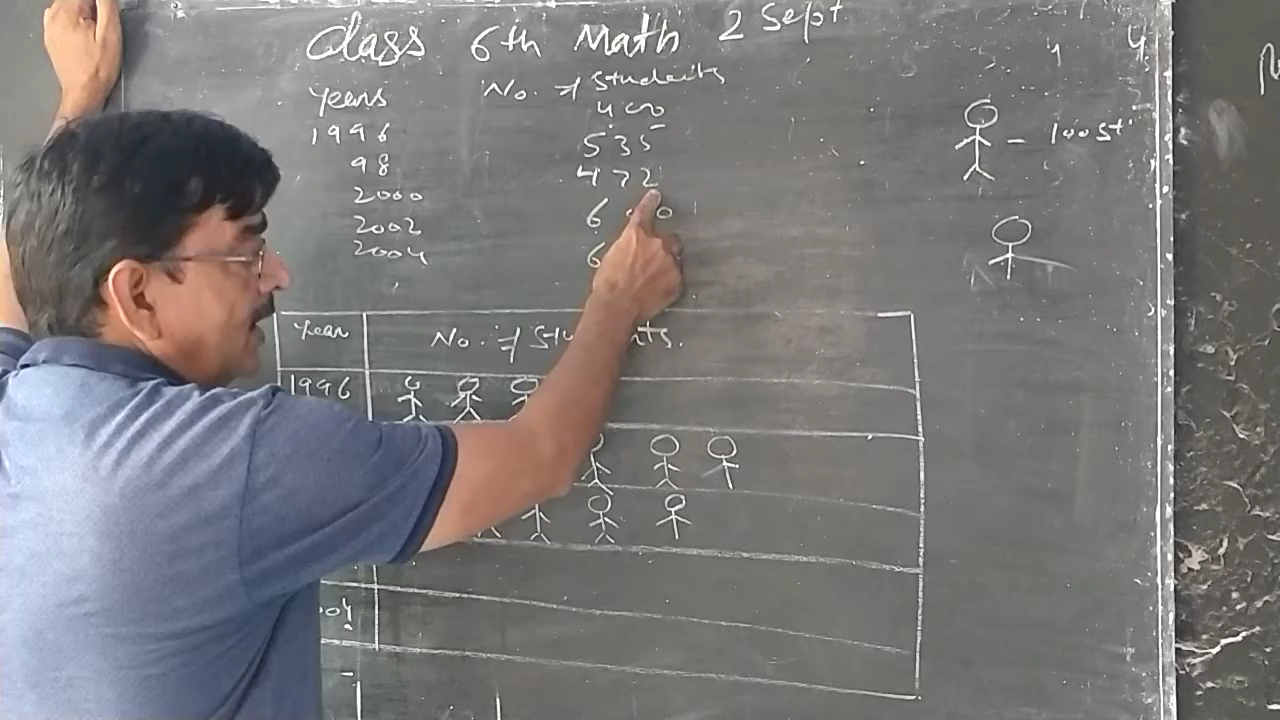 Class 6th Math 2 Sept
Years No. of Students
400
1996 535
98 472
2000 6
2002 6
2004
Year No. of Students.
1996
- 100 st